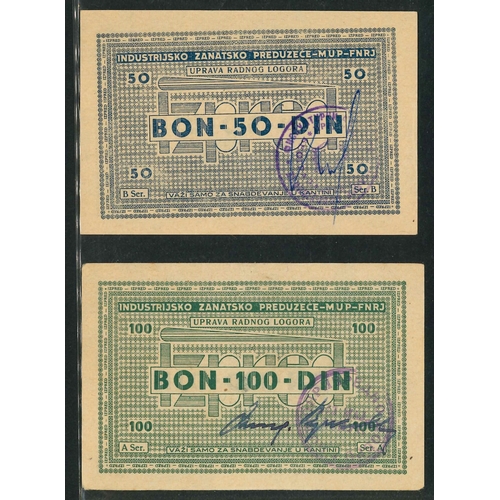 INDUSTRIJSKO ZANATSKO PREDUZEĆE-MUP-FNRJ
50 UPRAVA RADNOG LOGORA 50
Izpred
BON-50-DIN
50 50
B Ser. VAŽI SAMO ZA SNABDEVANJE U KANTINI Ser. B
INDUSTRIJSKO ZANATSKO PREDUZEĆE-MUP-FNRJ
UPRAVA RADNOG LOGORA
100 100
Izpred
BON-100-DIN
100 100
A Ser. VAŽI SAMO ZA SNABDEVANJE U KANTINI Ser. A